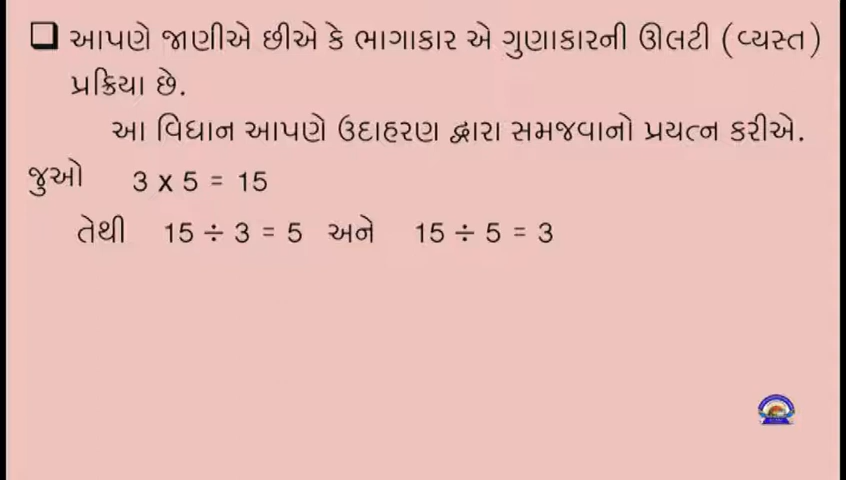 ❑ આપણે જાણીએ છીએ કે ભાગાકાર એ ગુણાકારની ઊલટી (વ્યસ્ત)
પ્રક્રિયા છે.
આ વિધાન આપણે ઉદાહરણ દ્વારા સમજવાનો પ્રયત્ન કરીએ.
જુઓ 3 x 5 = 15
તેથી 15 ÷ 3 = 5 અને 15 ÷ 5 = 3